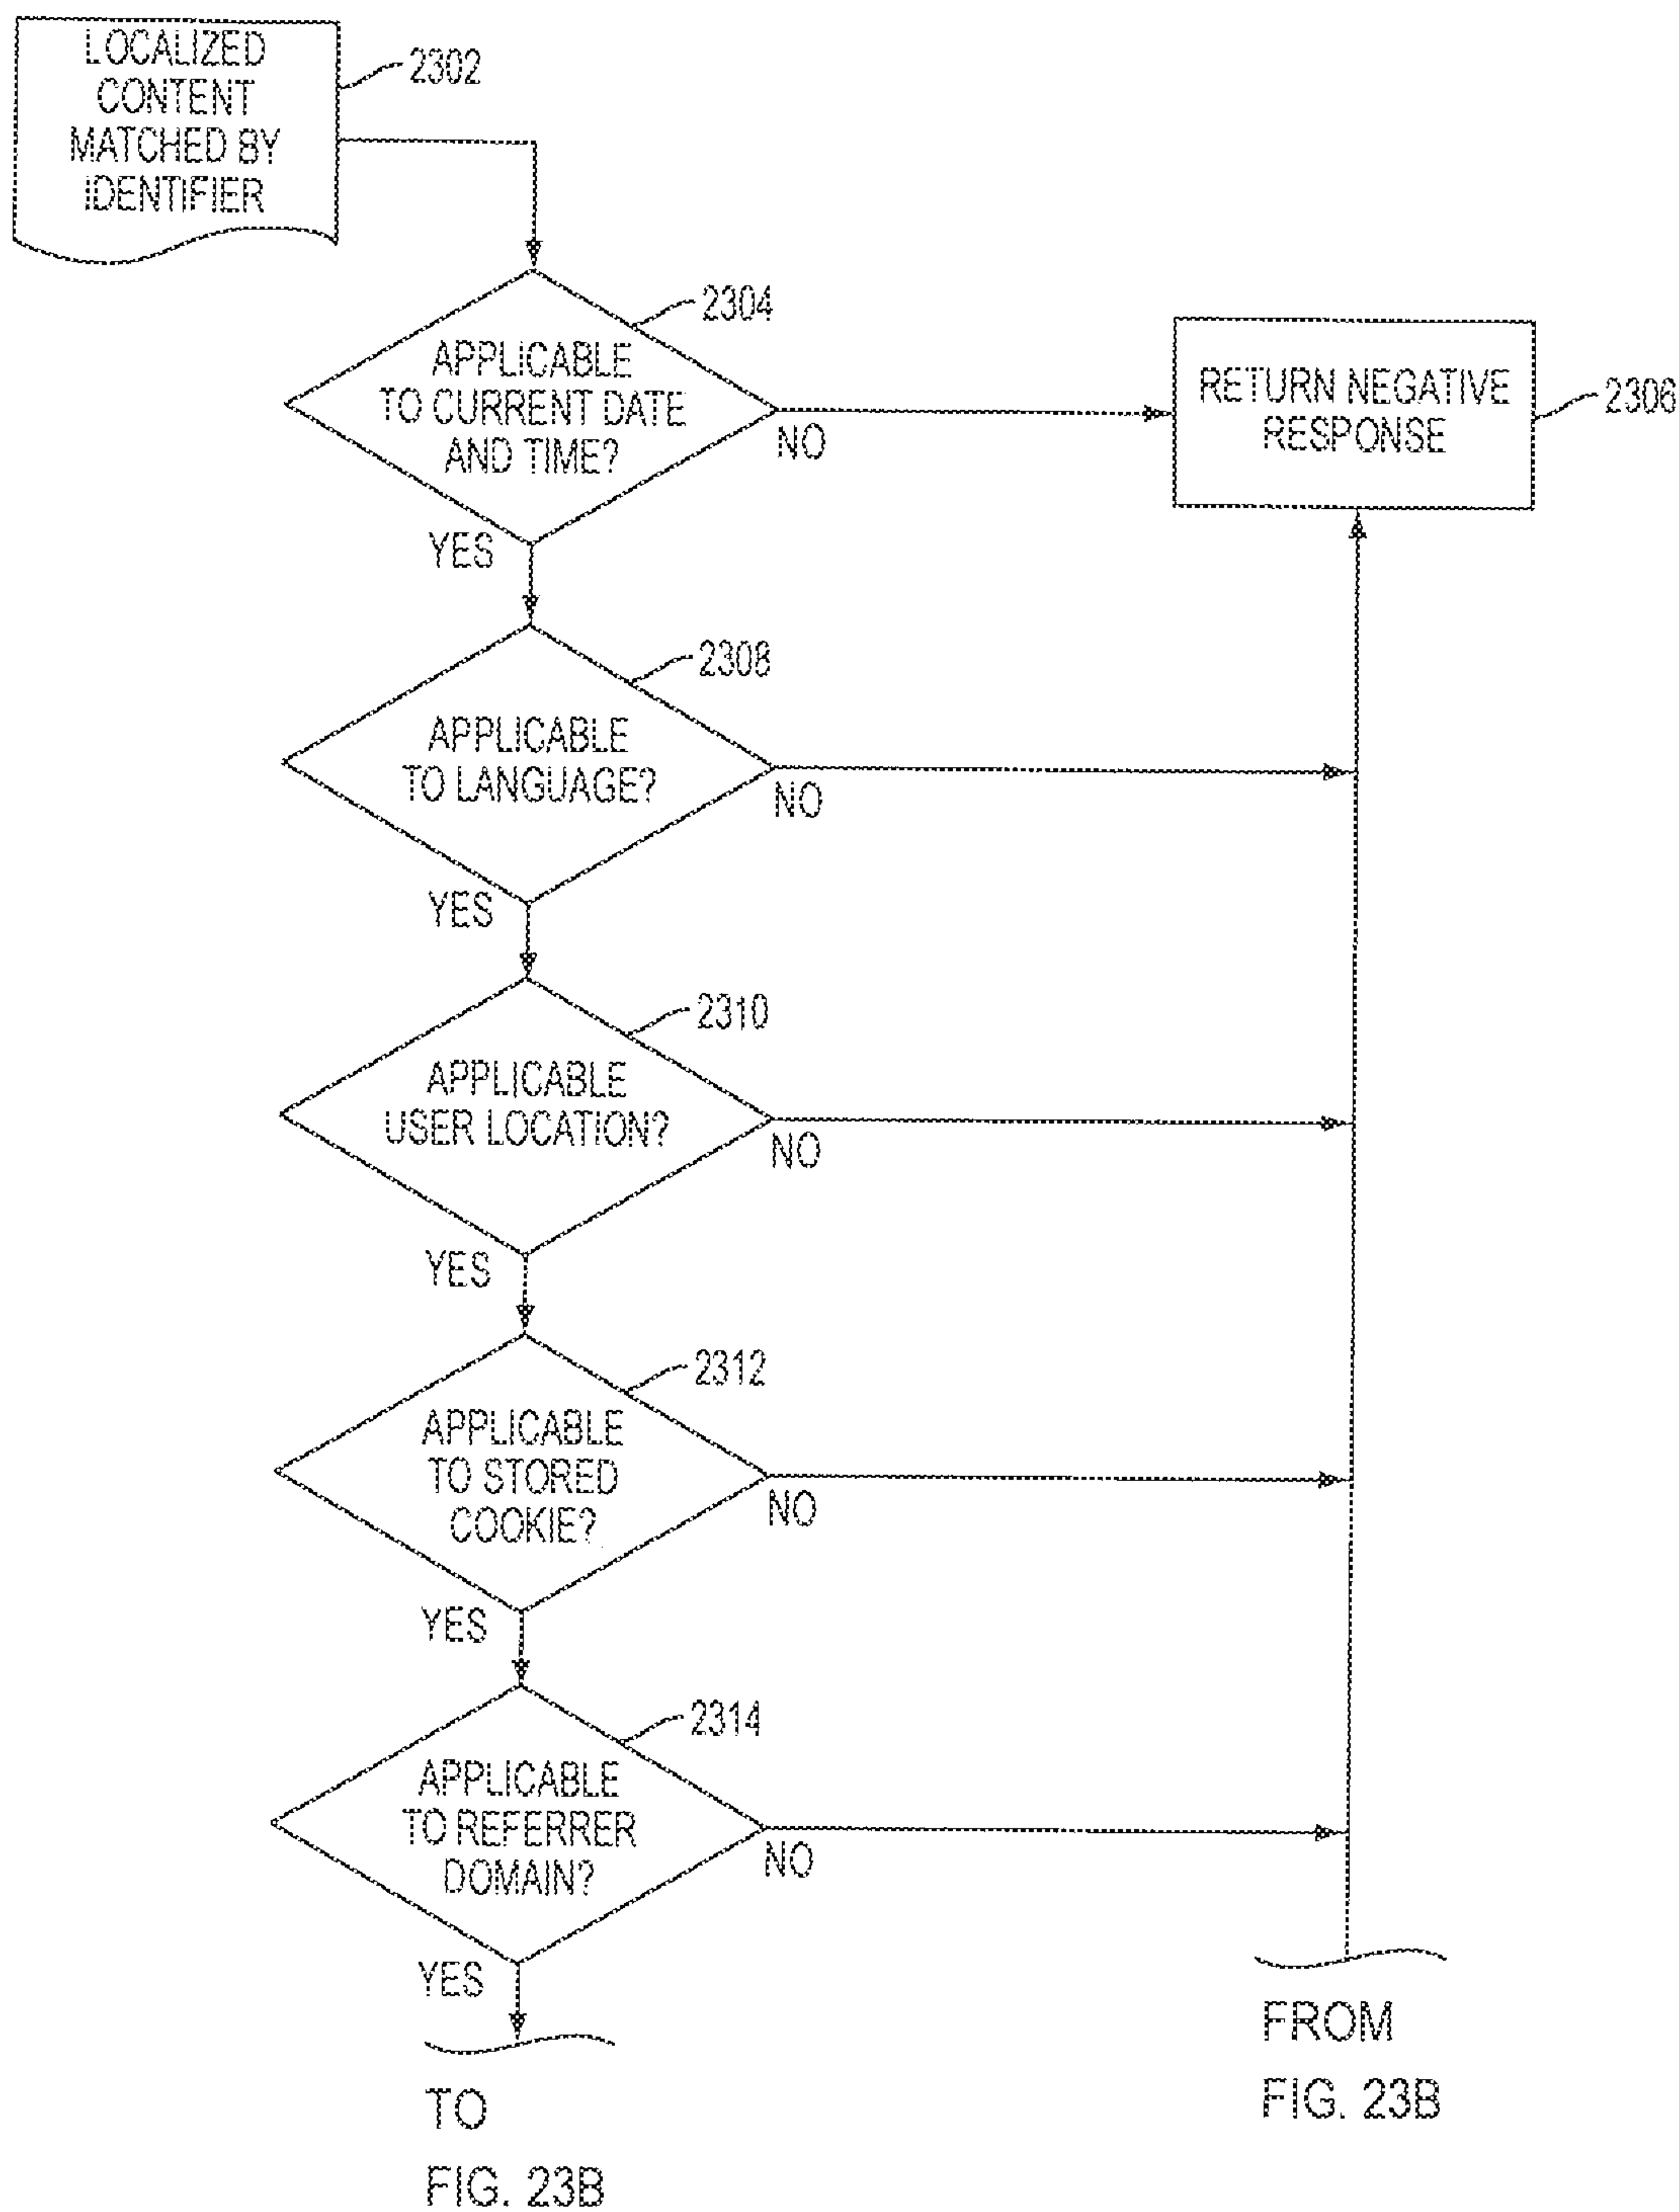 LOCALIZED
CONTENT
MATCHED BY
IDENTIFIER
2302
2304
APPLICABLE
TO CURRENT DATE
AND TIME?
NO
YES
RETURN NEGATIVE
RESPONSE
2306
2308
APPLICABLE
TO LANGUAGE?
NO
YES
2310
APPLICABLE
USER LOCATION?
NO
YES
2312
APPLICABLE
TO STORED
COOKIE?
NO
YES
2314
APPLICABLE
TO REFERRER
DOMAIN?
NO
YES
TO
FIG. 23B
FROM
FIG. 23B